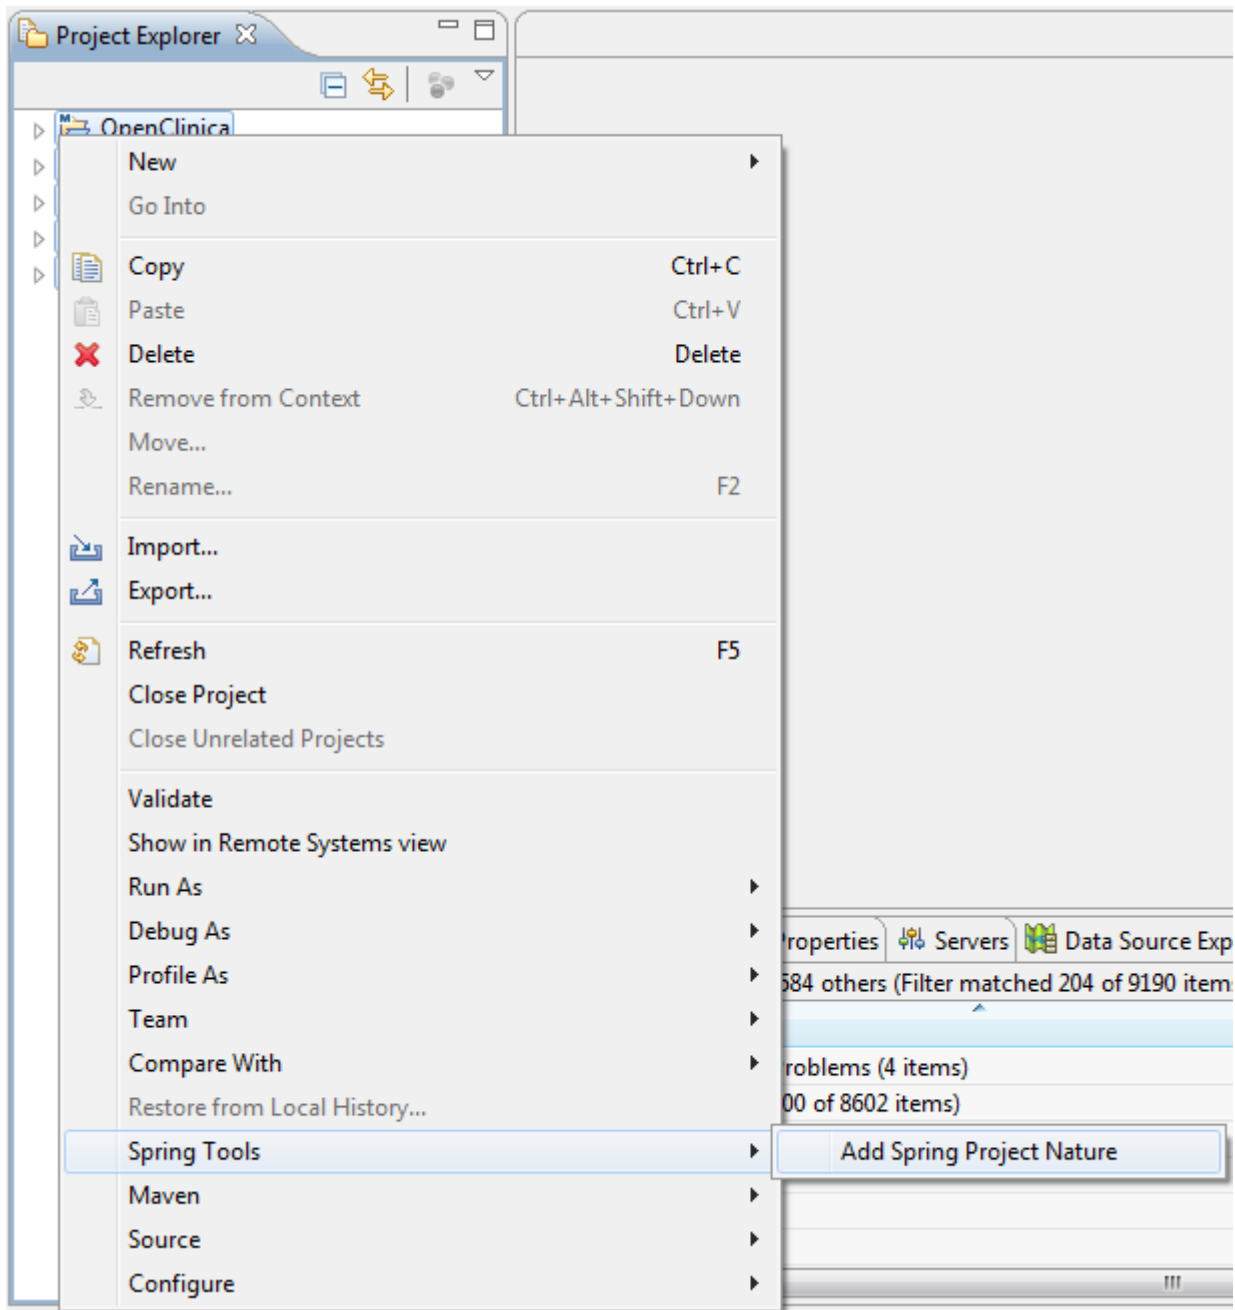 Project Explorer
OpenClinica
New
Go Into
Copy Ctrl+C
Paste Ctrl+V
Delete Delete
Remove from Context Ctrl+Alt+Shift+Down
Move...
Rename... F2
Import...
Export...
Refresh F5
Close Project
Close Unrelated Projects
Validate
Show in Remote Systems view
Run As
Debug As
Profile As
roperties Servers Data Source Exp
584 others (Filter matched 204 of 9190 items
Team
Compare With
roblems (4 items)
Restore from Local History...
00 of 8602 items)
Spring Tools
Add Spring Project Nature
Maven
Source
Configure